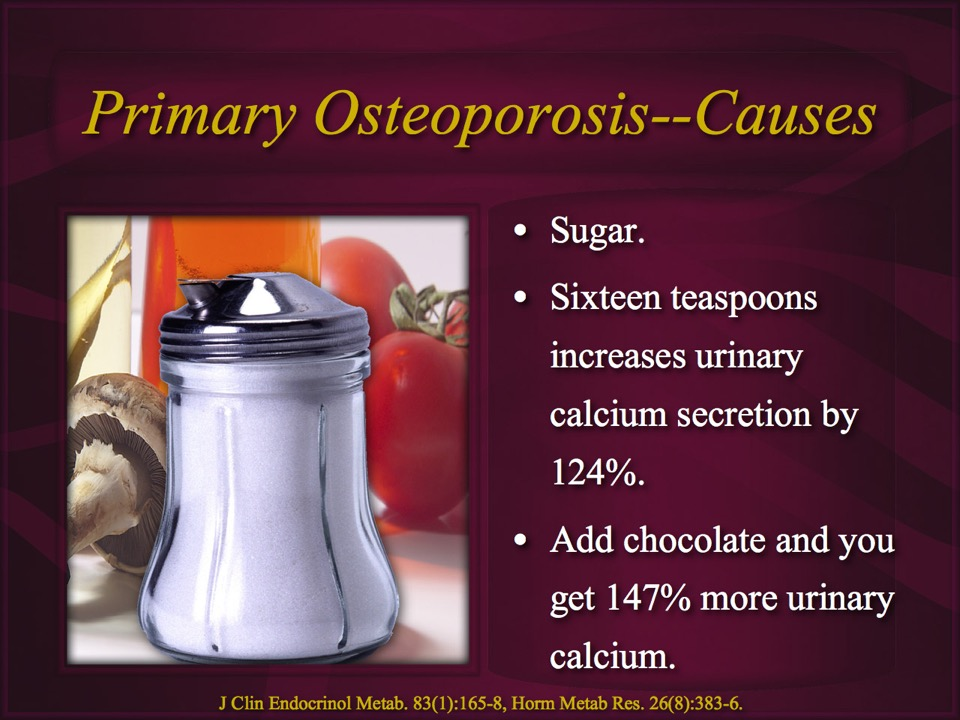 Primary Osteoporosis--Causes
• Sugar.
• Sixteen teaspoons
increases urinary
calcium secretion by
124%.
• Add chocolate and you
get 147% more urinary
calcium.
J Clin Endocrinol Metab. 83(1):165-8, Horm Metab Res. 26(8):383-6.